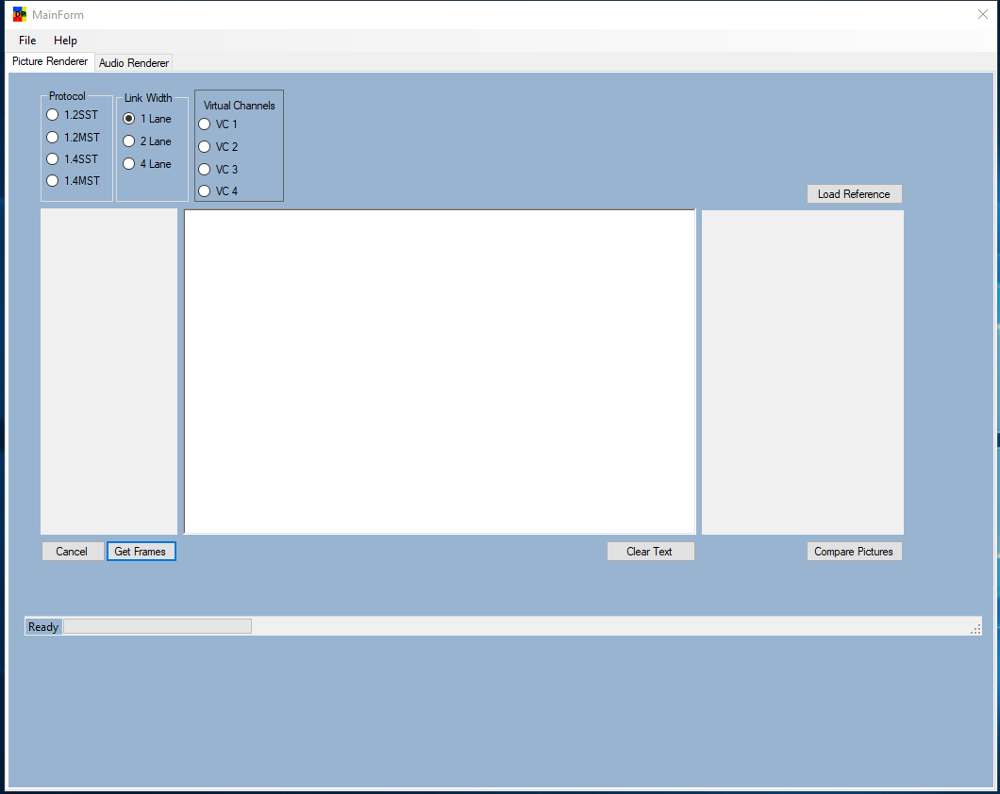 DP MainForm
File Help
Picture Renderer Audio Renderer
Protocol
1.2SST
1.2MST
1.4SST
1.4MST
Link Width
1 Lane
2 Lane
4 Lane
Virtual Channels
VC 1
VC 2
VC 3
VC 4
Load Reference
Cancel Get Frames Clear Text Compare Pictures
Ready